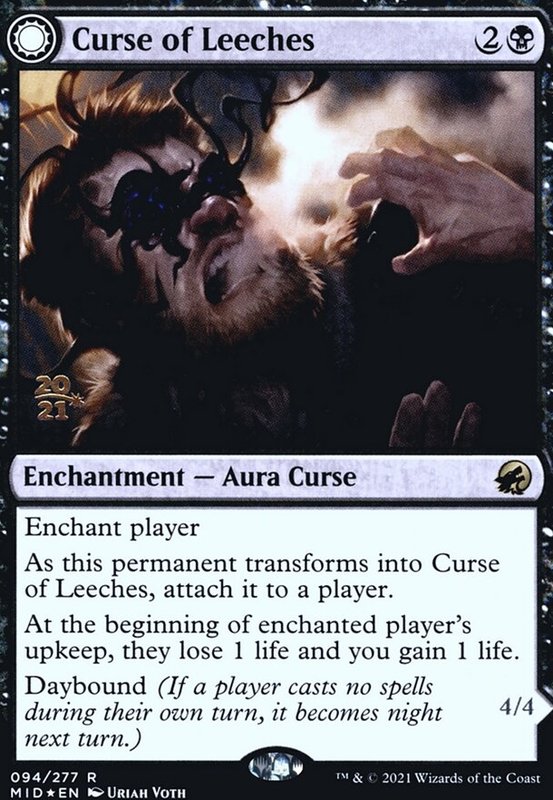 Curse of Leeches
2
20
21
Enchantment — Aura Curse
Enchant player
As this permanent transforms into Curse
of Leeches, attach it to a player.
At the beginning of enchanted player's
upkeep, they lose 1 life and you gain 1 life.
Daybound (If a player casts no spells
during their own turn, it becomes night
next turn.)
4/4
094/277 R
MID★EN Uriah Voth
™ & © 2021 Wizards of the Coast